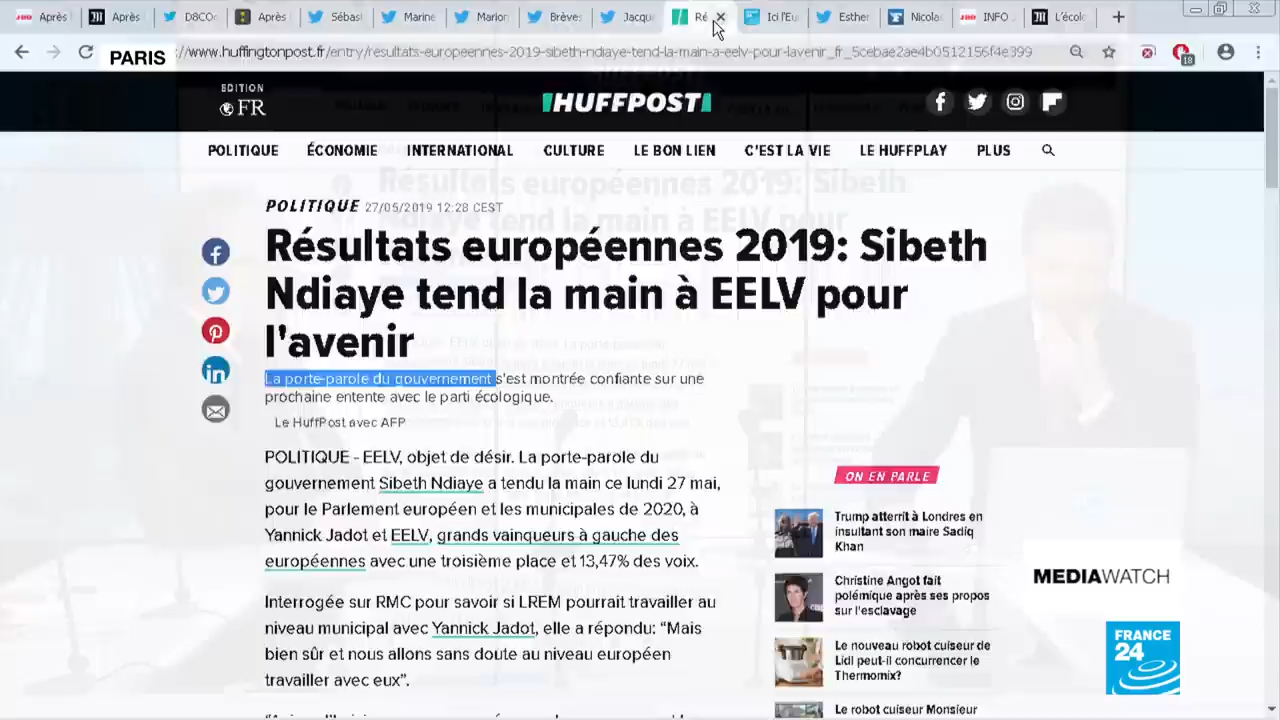 Après
Après
D8CO
Après
Sébas
Marine
Marion
Brève
Jacqu
Ré
Ici l'Eu
Esther
Nicola
INFO
L'école
PARIS
://www.huffingtonpost.fr/entry/resultats-europeennes-2019-sibeth-ndiaye-tend-la-main-a-eelv-pour-lavenir_fr_5cebae2ae4b0512156f4e399
18
EDITION
FR
HUFFPOST
POLITIQUE
ÉCONOMIE
INTERNATIONAL
CULTURE
LE BON LIEN
C'EST LA VIE
LE HUFFPLAY
PLUS
POLITIQUE 27/05/2019 12:28 CEST
Résultats européennes 2019: Sibeth
Ndiaye tend la main à EELV pour
l'avenir
La porte-parole du gouvernement s'est montrée confiante sur une
prochaine entente avec le parti écologique.
Le HuffPost avec AFP
POLITIQUE - EELV, objet de désir. La porte-parole du
gouvernement Sibeth Ndiaye a tendu la main ce lundi 27 mai,
pour le Parlement européen et les municipales de 2020, à
Yannick Jadot et EELV, grands vainqueurs à gauche des
européennes avec une troisième place et 13,47% des voix.
Interrogée sur RMC pour savoir si LREM pourrait travailler au
niveau municipal avec Yannick Jadot, elle a répondu: “Mais
bien sûr et nous allons sans doute au niveau européen
travailler avec eux”.
ON EN PARLE
Trump atterrit à Londres en
insultant son maire Sadiq
Khan
Christine Angot fait
polémique après ses propos
sur l'esclavage
Le nouveau robot cuiseur de
Lidl peut-il concurrencer le
Thermomix?
Le robot cuiseur Monsieur
MEDIAWATCH
FRANCE
24